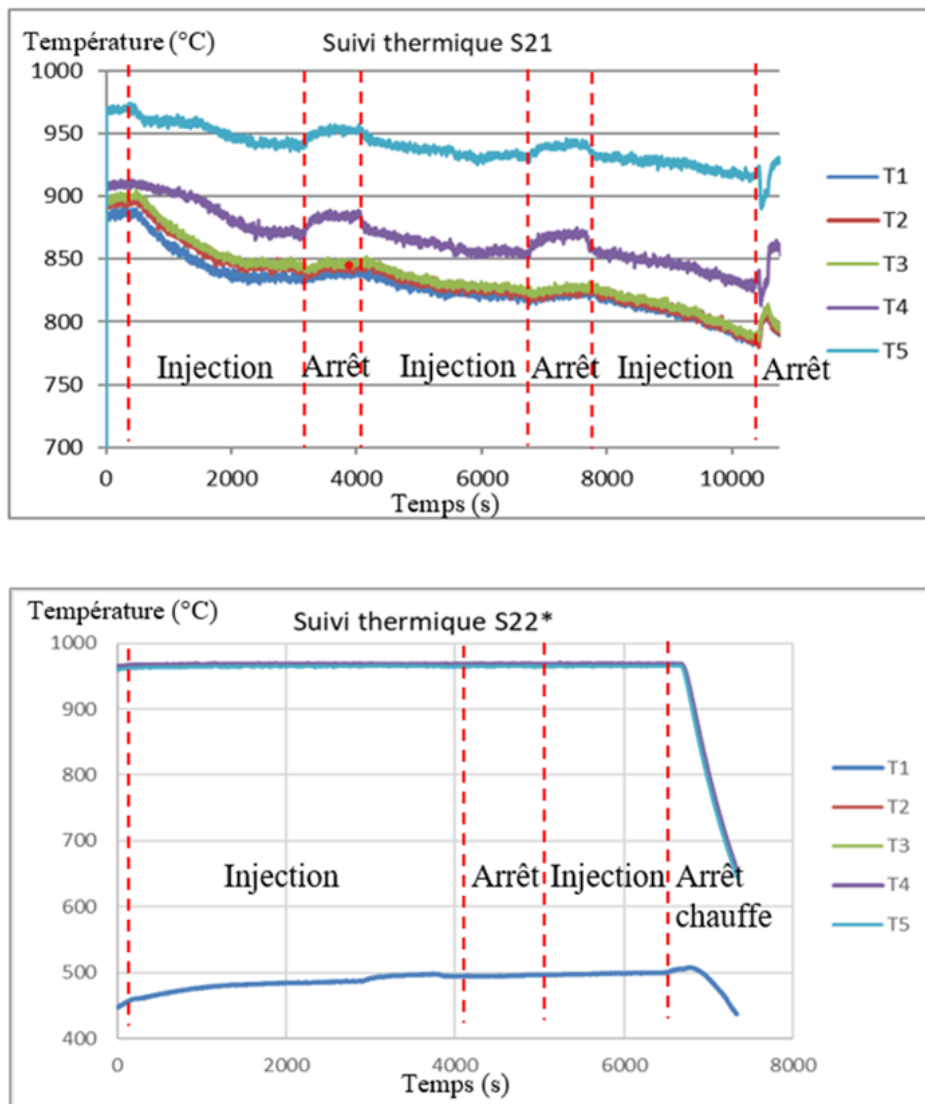 Température (°C)
Suivi thermique S21
1000
950
900
850
800
750
700
T1
T2
T3
T4
T5
Injection Arrêt Injection Arrêt Injection Arrêt
0 2000 4000 6000 8000 10000
Temps (s)
Température (°C)
Suivi thermique S22*
1000
900
800
700
600
500
400
T1
T2
T3
T4
T5
Injection Arrêt Injection Arrêt
chauffe
0 2000 4000 6000 8000
Temps (s)